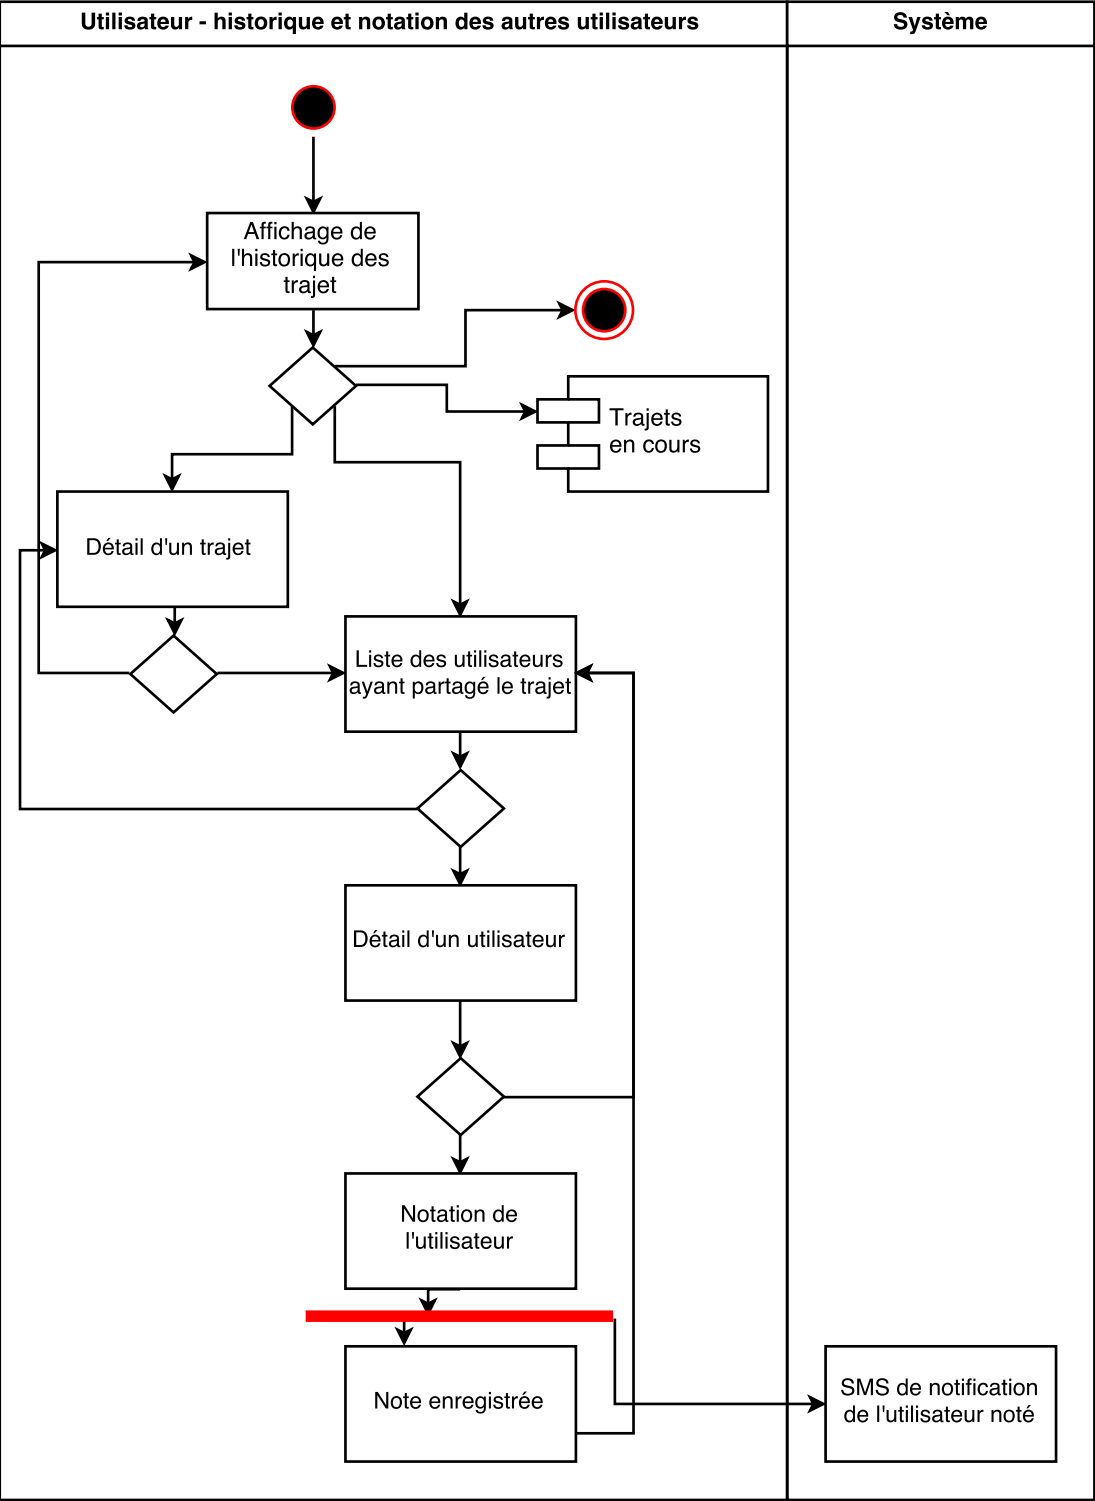 Utilisateur - historique et notation des autres utilisateurs
Système
Affichage de
l'historique des
trajet
Trajets
en cours
Détail d'un trajet
Liste des utilisateurs
ayant partagé le trajet
Détail d'un utilisateur
Notation de
l'utilisateur
Note enregistrée
SMS de notification
de l'utilisateur noté